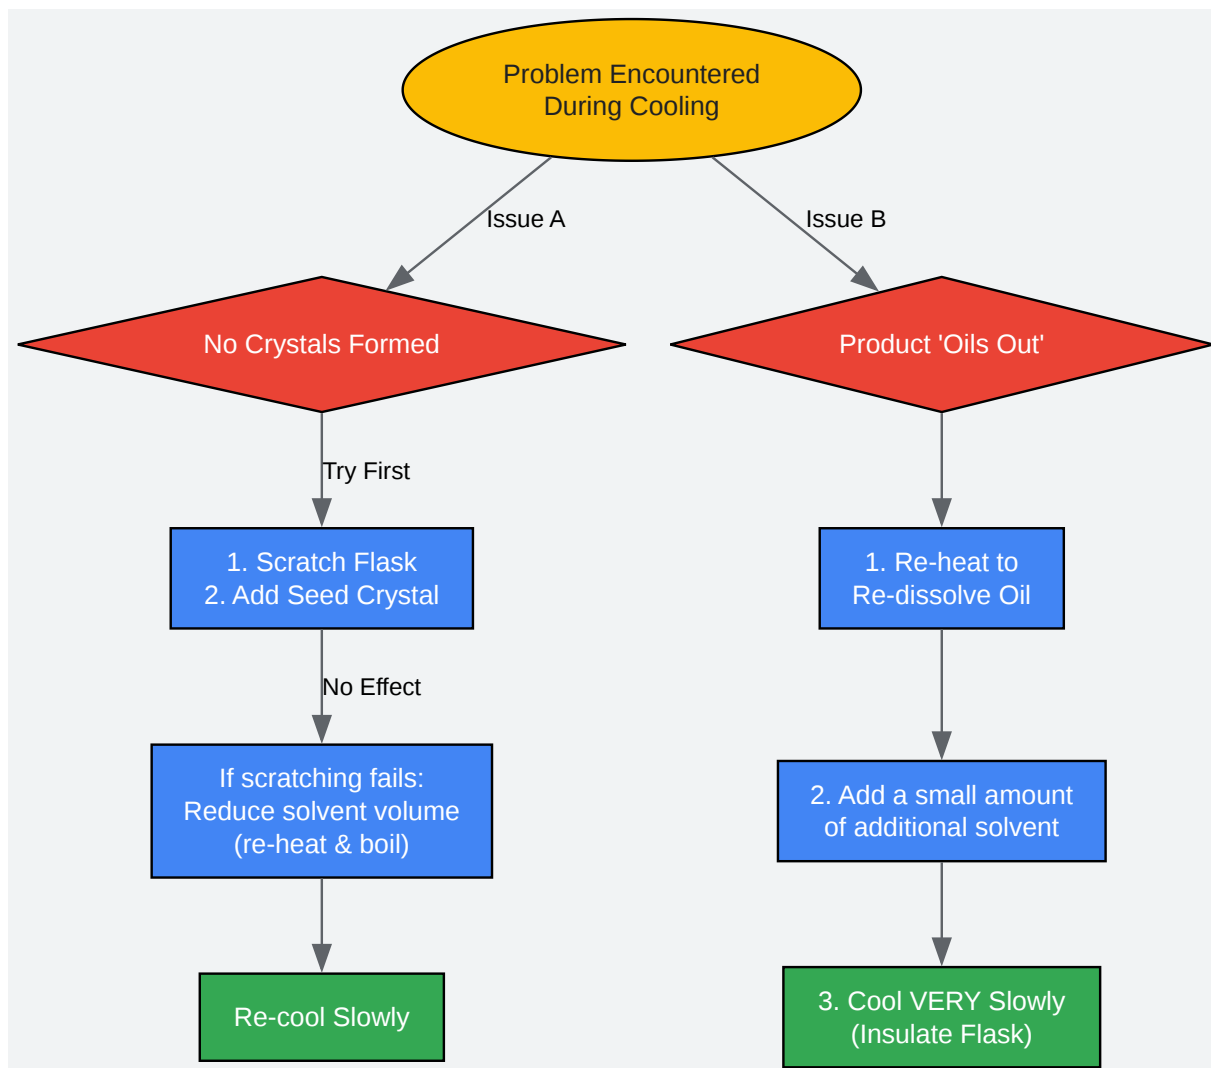 Problem Encountered
During Cooling
Issue A
Issue B
No Crystals Formed
Product 'Oils Out'
Try First
1. Scratch Flask
2. Add Seed Crystal
1. Re-heat to
Re-dissolve Oil
No Effect
If scratching fails:
Reduce solvent volume
(re-heat & boil)
2. Add a small amount
of additional solvent
Re-cool Slowly
3. Cool VERY Slowly
(Insulate Flask)